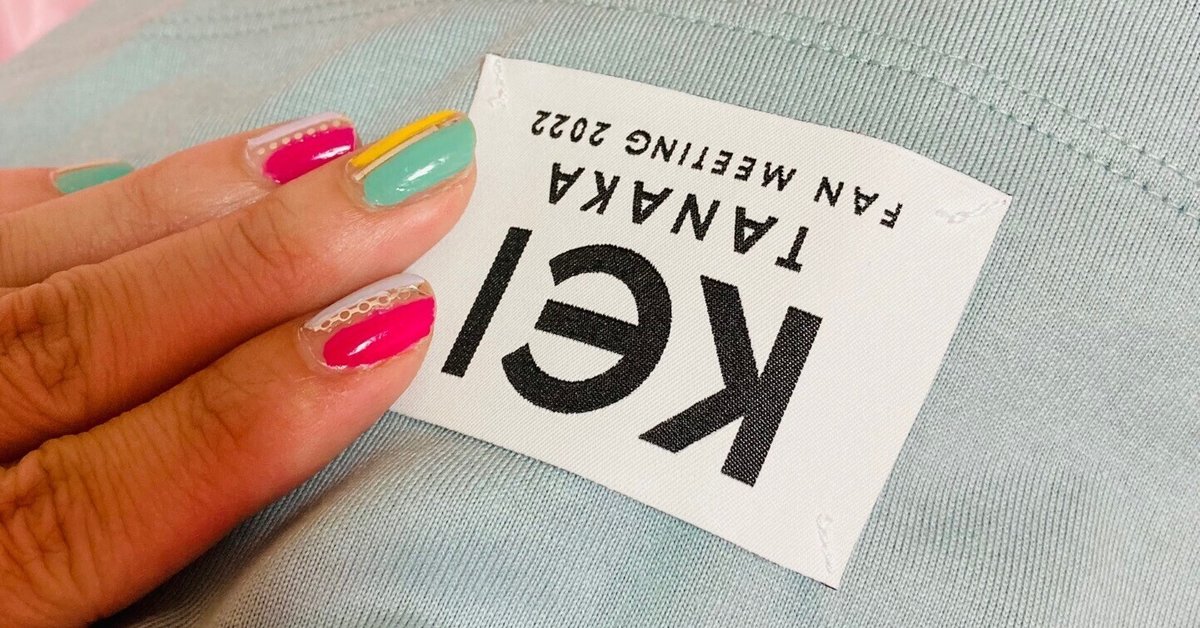 KEI
TANAKA
FAN MEETING 2022